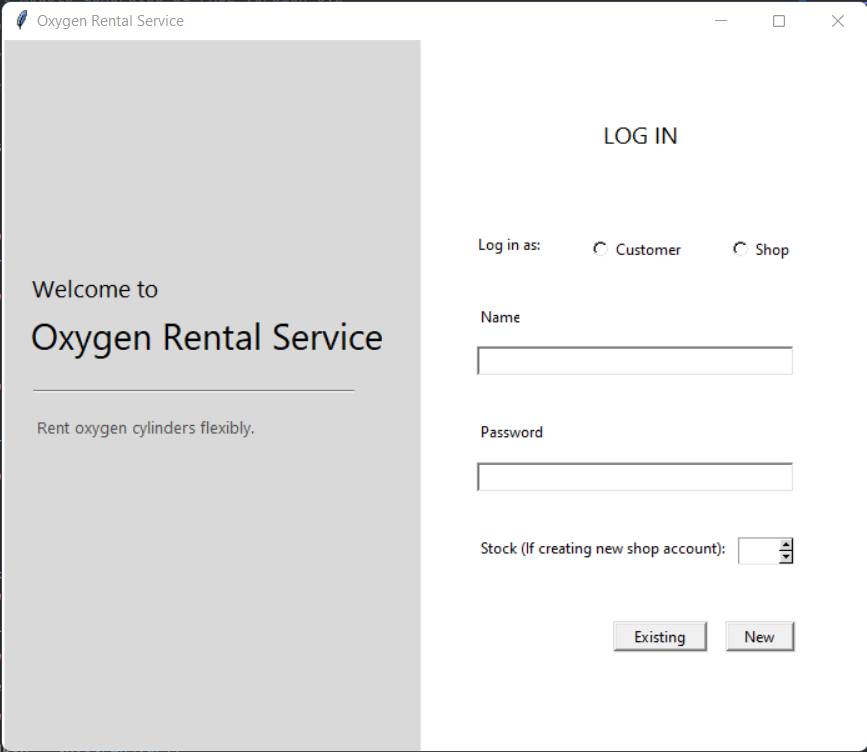 Oxygen Rental Service
LOG IN
Log in as:
Customer
Shop
Welcome to
Oxygen Rental Service
Name
Rent oxygen cylinders flexibly.
Password
Stock (If creating new shop account):
Existing
New